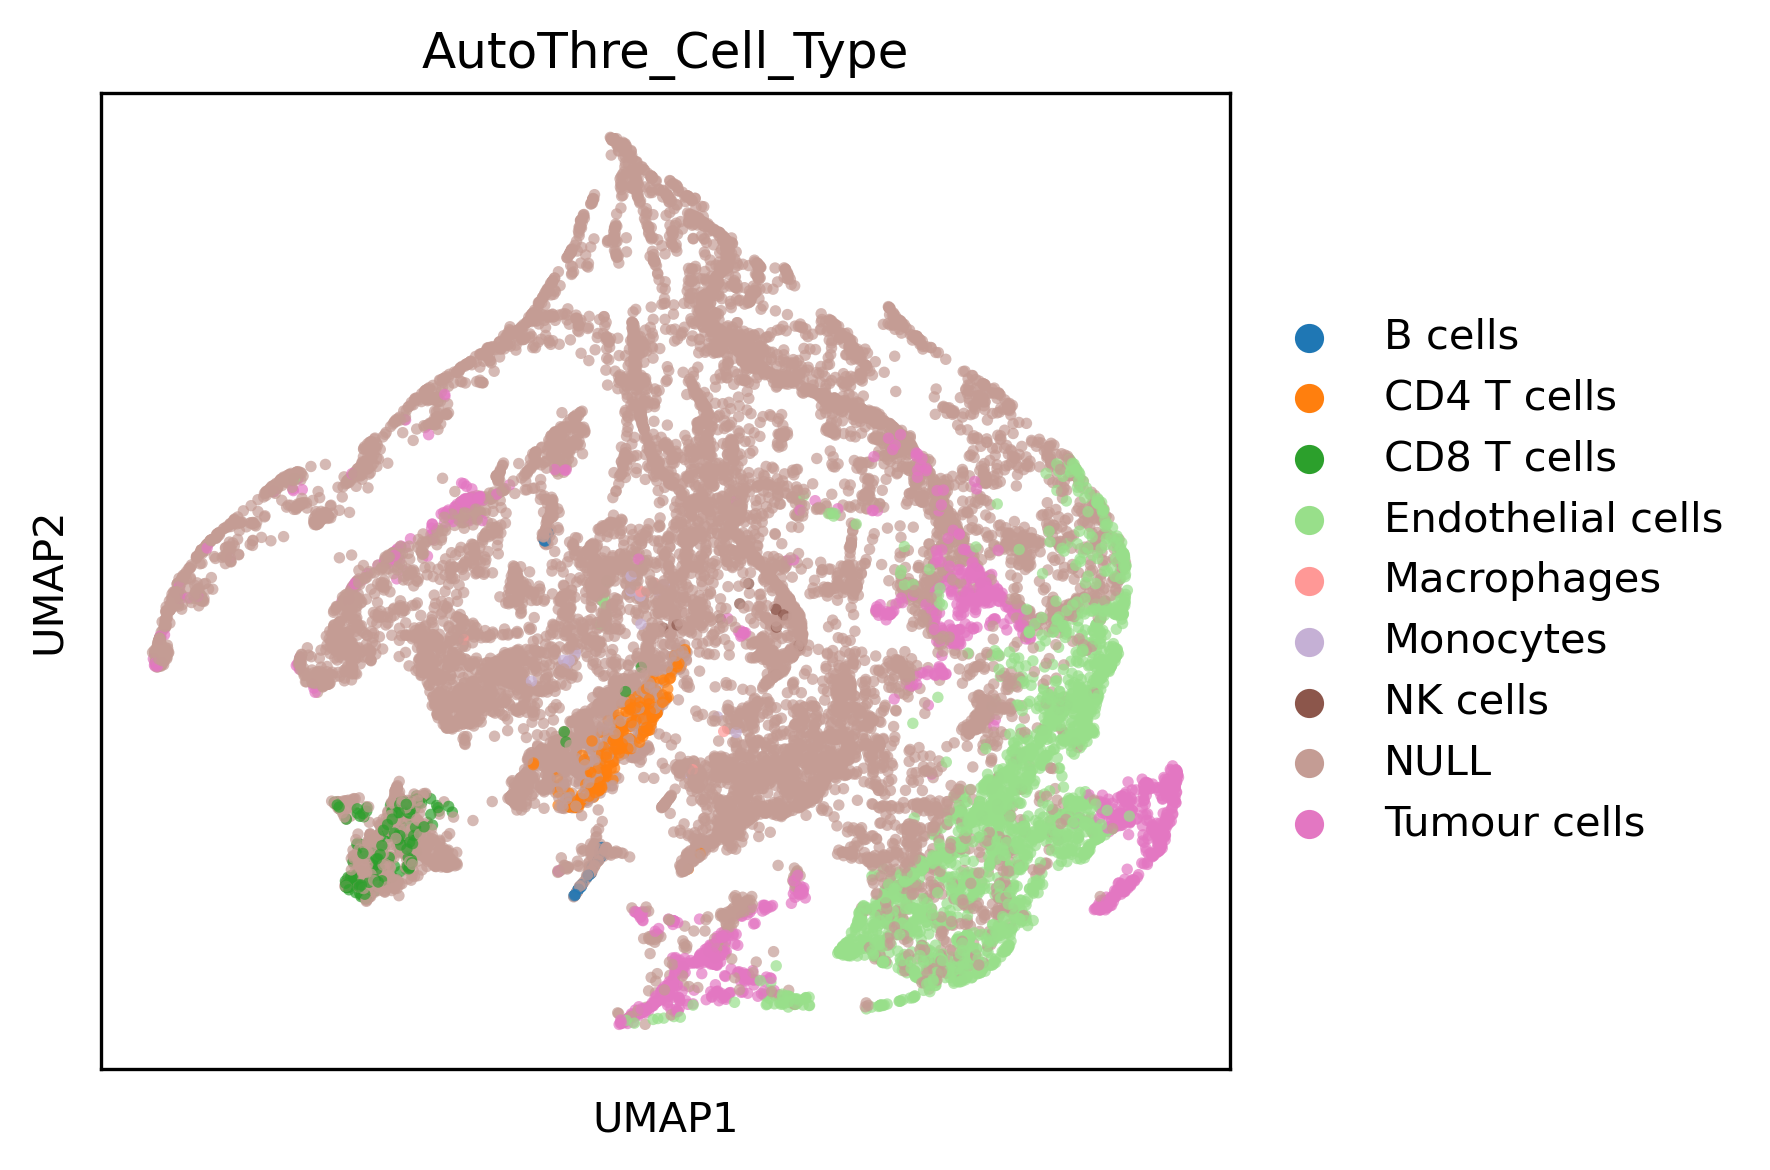 AutoThre_Cell_Type
UMAP2
UMAP1
B cells
CD4 T cells
CD8 T cells
Endothelial cells
Macrophages
Monocytes
NK cells
NULL
Tumour cells